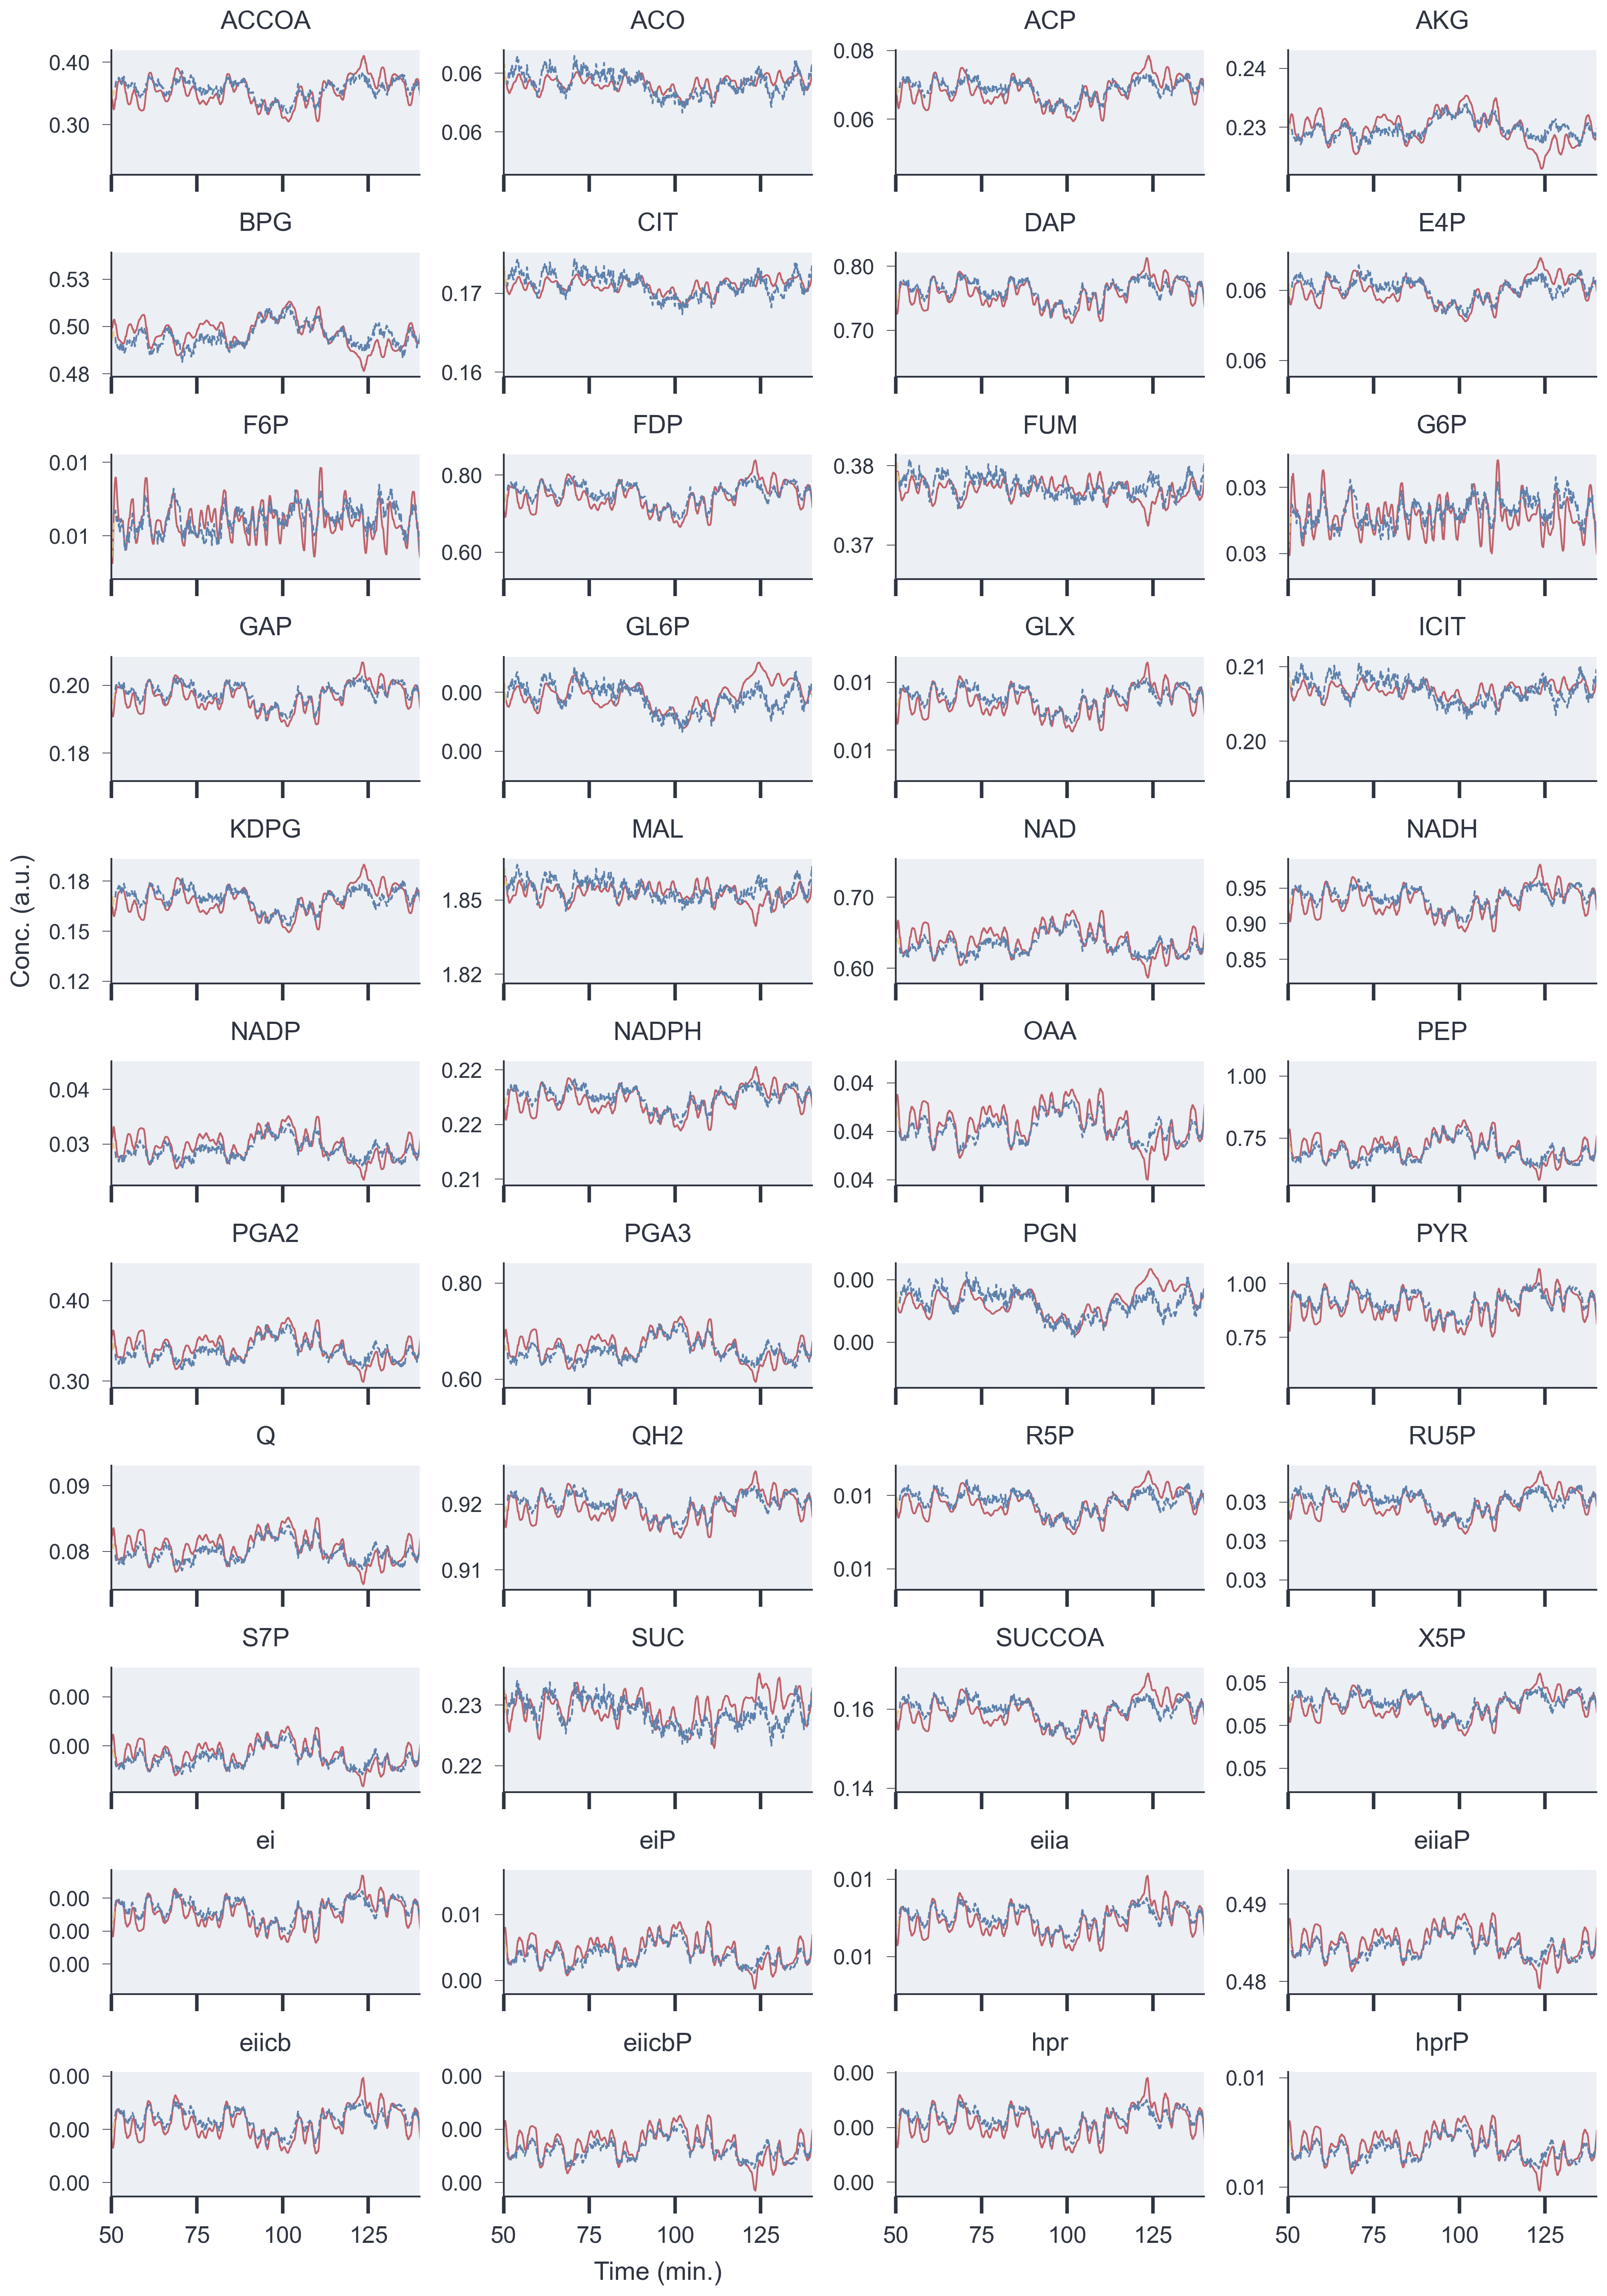 ACCOA ACO ACP AKG
0.40 0.06 0.08 0.24
0.30 0.06 0.06 0.23
BPG CIT DAP E4P
0.53 0.17 0.80 0.06
0.50 0.16 0.70 0.06
0.48
F6P FDP FUM G6P
0.01 0.80 0.38 0.03
0.01 0.60 0.37 0.03
GAP GL6P GLX ICIT
0.20 0.00 0.01 0.21
0.18 0.00 0.01 0.20
KDPG MAL NAD NADH
0.18 1.85 0.70 0.95
0.15 1.82 0.60 0.90
0.12 0.85
Conc. (a.u.)
NADP NADPH OAA PEP
0.04 0.22 0.04 1.00
0.03 0.22 0.04 0.75
0.21 0.04
PGA2 PGA3 PGN PYR
0.40 0.80 0.00 1.00
0.30 0.60 0.00 0.75
Q QH2 R5P RU5P
0.09 0.92 0.01 0.03
0.08 0.91 0.01 0.03
0.03
S7P SUC SUCCOA X5P
0.00 0.23 0.16 0.05
0.00 0.22 0.14 0.05
0.05
ei eiP eiia eiiaP
0.00 0.01 0.01 0.49
0.00 0.00 0.01 0.48
0.00
eiicb eiicbP hpr hprP
0.00 0.00 0.00 0.01
0.00 0.00 0.00 0.01
0.00 0.00 0.00
50 75 100 125 50 75 100 125 50 75 100 125 50 75 100 125
Time (min.)